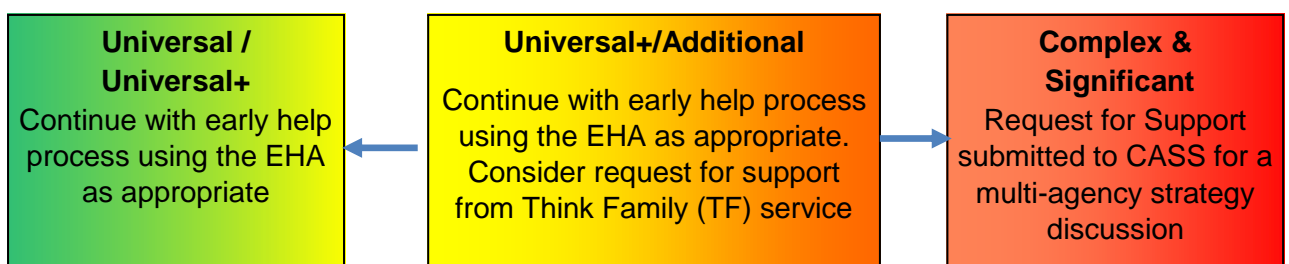 Universal /
Universal+
Continue with early help
process using the EHA
as appropriate
Universal+/Additional
Continue with early help process
using the EHA as appropriate.
Consider request for support
from Think Family (TF) service
Complex &
Significant
Request for Support
submitted to CASS for a
multi-agency strategy
discussion